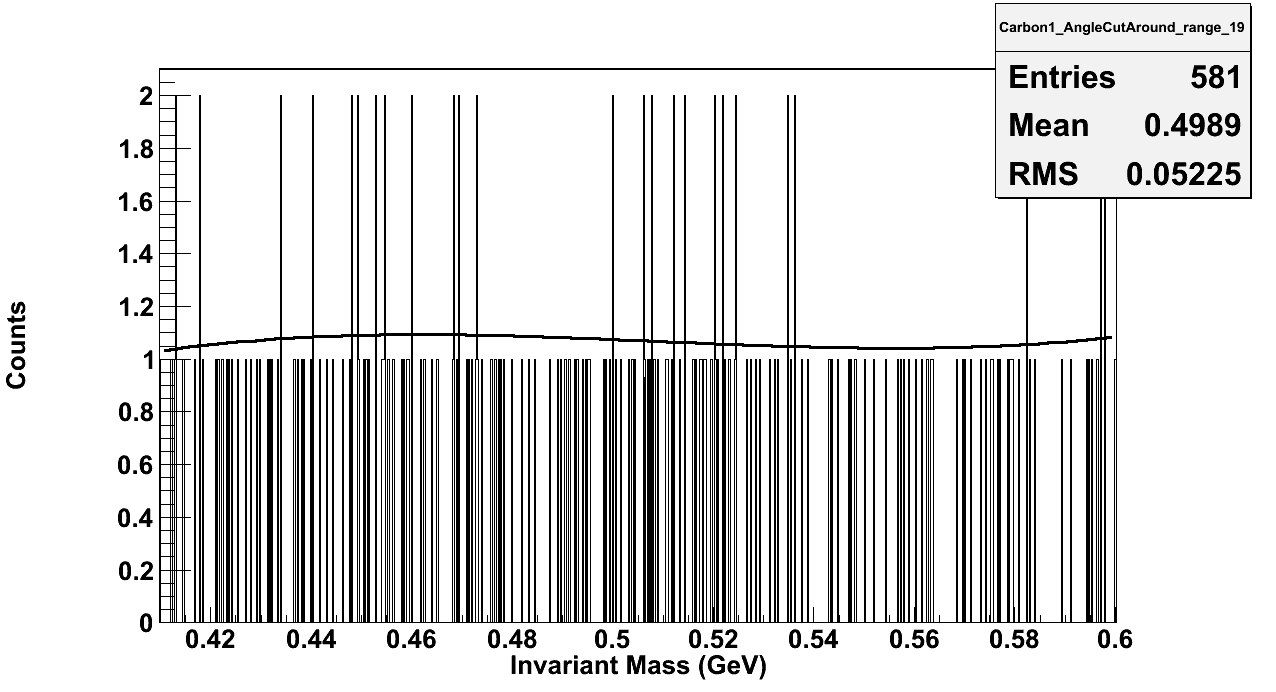 Carbon1_AngleCutAround_range_19
Entries 581
Mean 0.4989
RMS 0.05225
2
1.8
1.6
1.4
1.2
1
0.8
0.6
0.4
0.2
0
Counts
0.42 0.44 0.46 0.48 0.5 0.52 0.54 0.56 0.58 0.6
Invariant Mass (GeV)